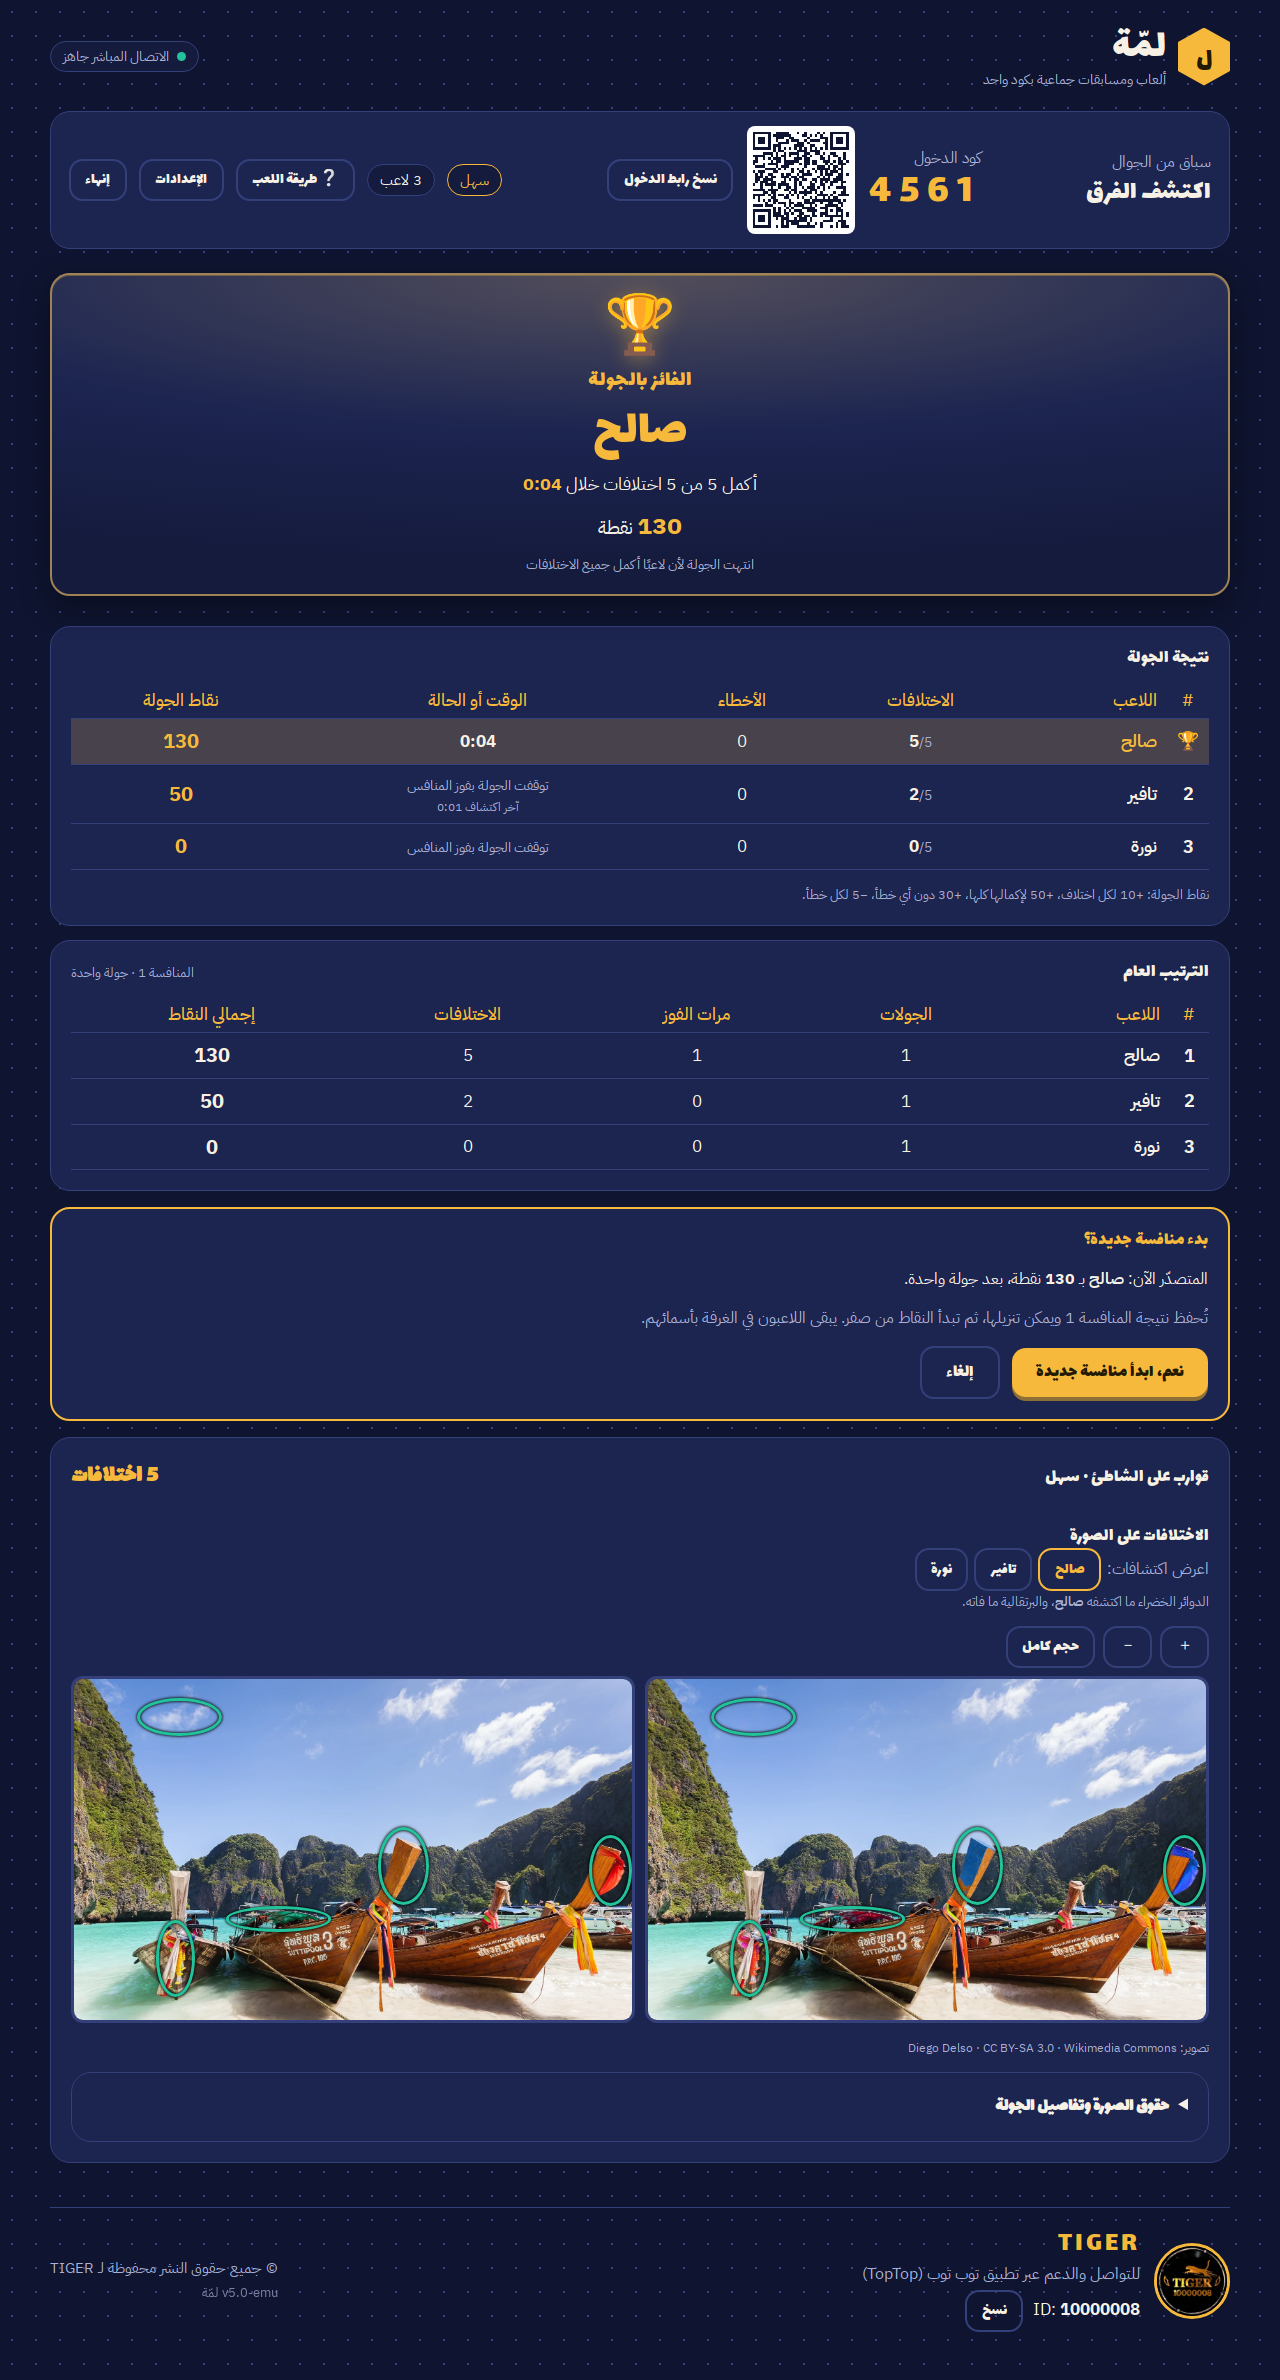 ل
لمّة
ألعاب ومسابقات جماعية بكود واحد
الاتصال المباشر جاهز
سباق من الجوال
اكتشف الفرق
كود الدخول
4561
نسخ رابط الدخول
سهل
3 لاعب
❔ طريقة اللعب
الإعدادات
إنهاء
الفائز بالجولة
صالح
أكمل 5 من 5 اختلافات خلال 0:04
130 نقطة
انتهت الجولة لأن لاعبًا أكمل جميع الاختلافات
نتيجة الجولة
# اللاعب الاختلافات الأخطاء الوقت أو الحالة نقاط الجولة
🏆 صالح 5/5 0 0:04 130
2 تافير 2/5 0 توقفت الجولة بفوز المنافس 50
آخر اكتشاف 0:01
3 نورة 0/5 0 توقفت الجولة بفوز المنافس 0
نقاط الجولة: +10 لكل اختلاف، +50 لإكمالها كلها، +30 دون أي خطأ، −5 لكل خطأ.
الترتيب العام
المنافسة 1 · جولة واحدة
# اللاعب الجولات مرات الفوز الاختلافات إجمالي النقاط
1 صالح 1 1 5 130
2 تافير 1 0 2 50
3 نورة 1 0 0 0
بدء منافسة جديدة؟
المتصدّر الآن: صالح بـ 130 نقطة، بعد جولة واحدة.
تُحفظ نتيجة المنافسة 1 ويمكن تنزيلها، ثم تبدأ النقاط من صفر. يبقى اللاعبون في الغرفة بأسمائهم.
نعم، ابدأ منافسة جديدة
إلغاء
قوارب على الشاطئ · سهل
5 اختلافات
الاختلافات على الصورة
اعرض اكتشافات: صالح تافير نورة
الدوائر الخضراء ما اكتشفه صالح، والبرتقالية ما فاته.
+ − حجم كامل
تصوير: Diego Delso · CC BY-SA 3.0 · Wikimedia Commons
◀ حقوق الصورة وتفاصيل الجولة
TIGER
10000008
TIGER
للتواصل والدعم عبر تطبيق توب توب (TopTop)
ID: 10000008
نسخ
© جميع حقوق النشر محفوظة لـ TIGER
لمّة v5.0-emu